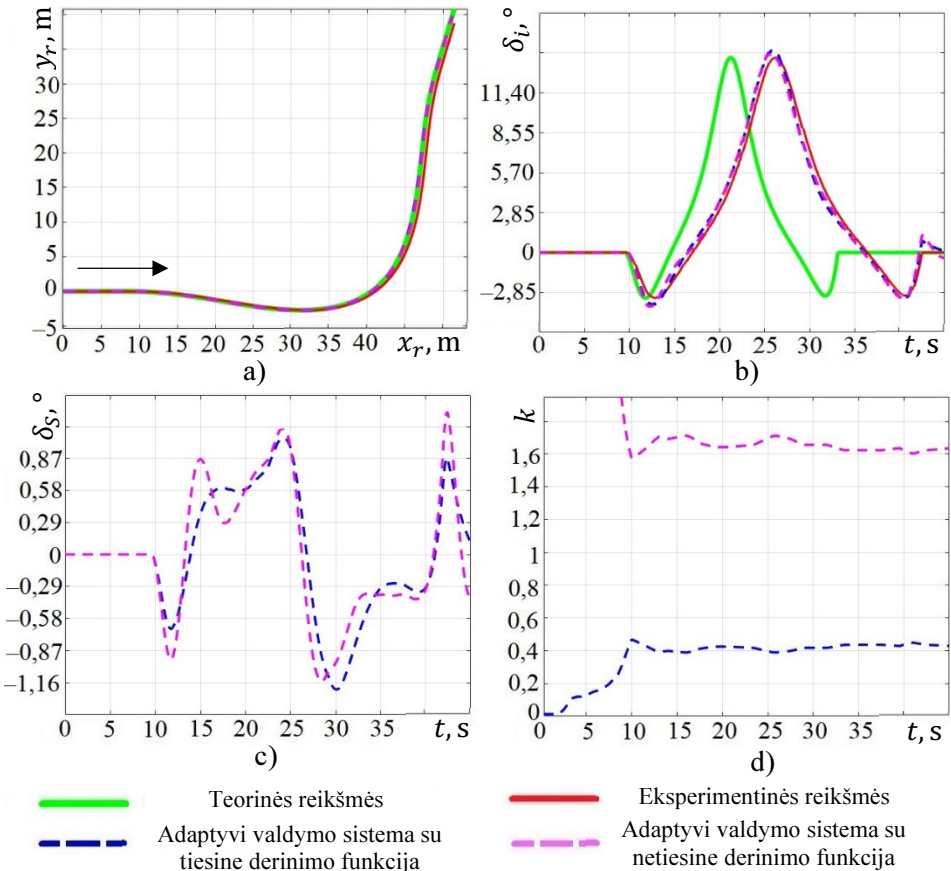 y_r, m
30
25
20
15
10
5
0
−5
0 5 10 15 20 25 30 35 40 x_r, m
a)
δ_i, °
11,40
8,55
5,70
2,85
0
−2.85
0 5 10 15 20 25 30 35 t, s
b)
δ_S, °
0,87
0,58
0,29
0
−0,29
−0,58
−0,87
−1,16
0 5 10 15 20 25 30 35 t, s
c)
k
1,6
1,4
1,2
1
0,8
0,6
0,4
0,2
0
0 5 10 15 20 25 30 35 t, s
d)
Teorinės reikšmės
Eksperimentinės reikšmės
Adaptyvi valdymo sistema su
tiesine derinimo funkcija
Adaptyvi valdymo sistema su
netiesine derinimo funkcija